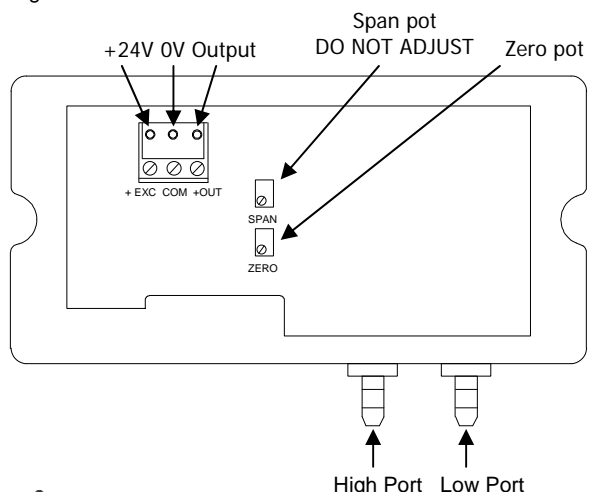 Span pot
DO NOT ADJUST
Zero pot
+24V 0V Output
+ EXC COM +OUT
SPAN
ZERO
High Port Low Port